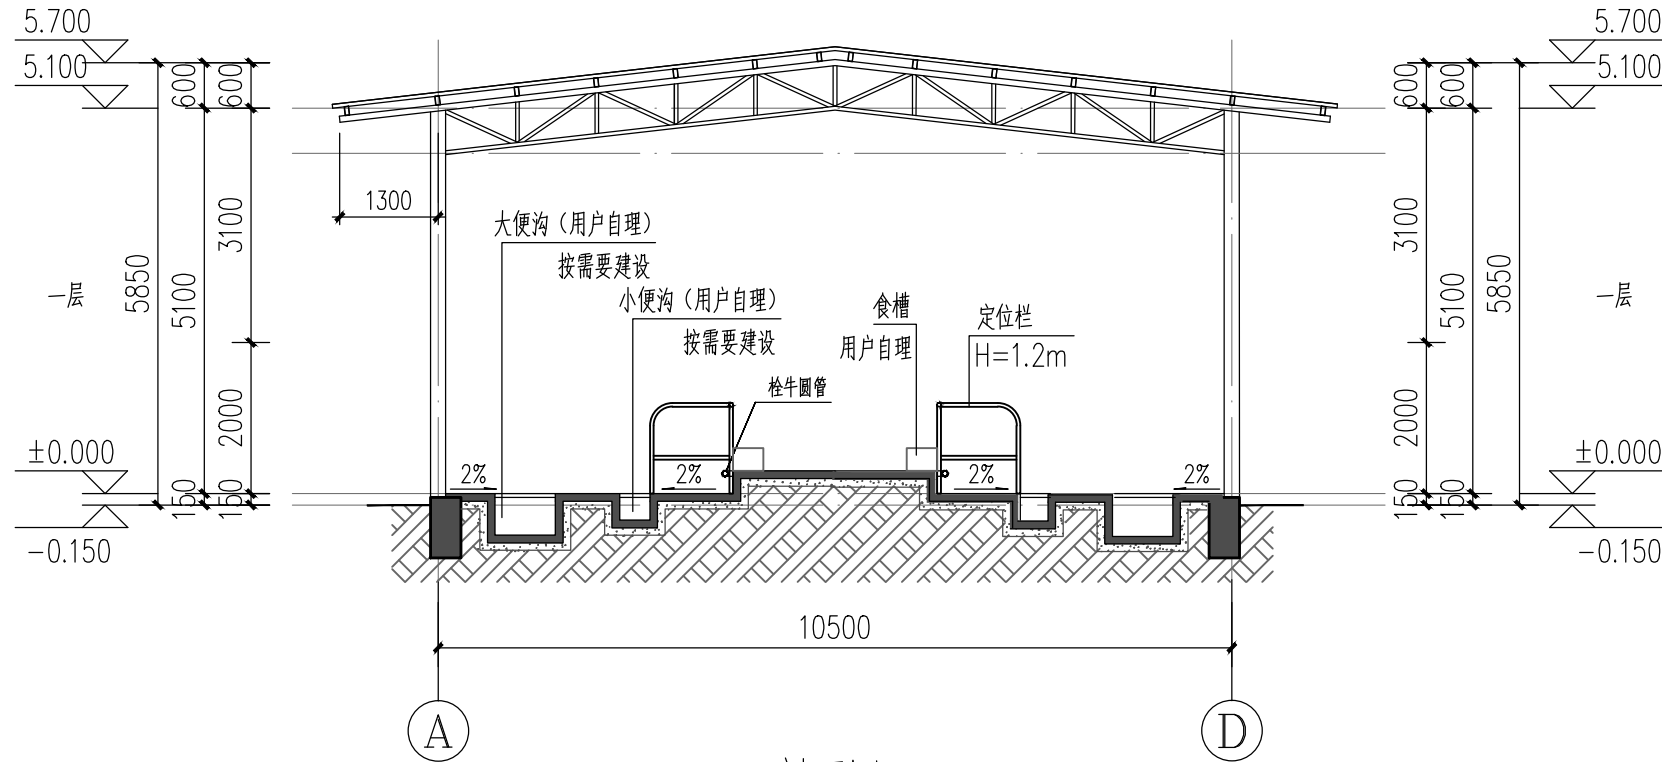 5.700
5.100
600
600
3100
5850
5100
一层
2000
±0.000
150
150
-0.150
1300
大便沟（用户自理）
按需要建设
小便沟（用户自理）
按需要建设
食槽
用户自理
定位栏
H=1.2m
栓牛圆管
2%
2%
2%
2%
5.700
5.100
600
600
3100
5100
5850
一层
2000
±0.000
150
150
-0.150
10500
A
D